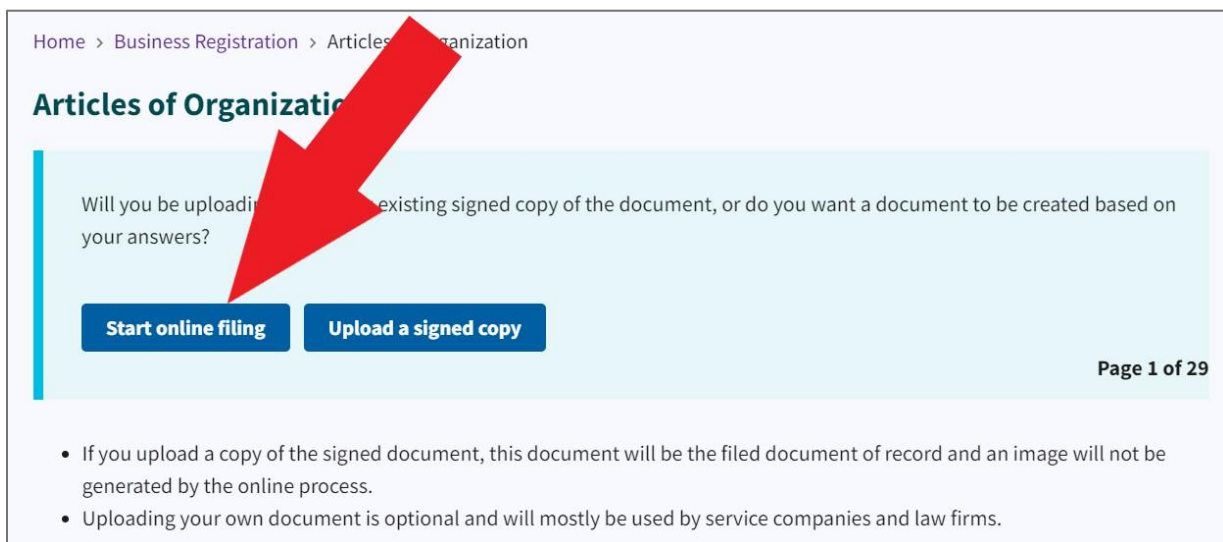 Home > Business Registration > Articles ganization
Articles of Organizatio
Will you be uploadin existing signed copy of the document, or do you want a document to be created based on
your answers?
Start online filing
Upload a signed copy
Page 1 of 29
• If you upload a copy of the signed document, this document will be the filed document of record and an image will not be
generated by the online process.
• Uploading your own document is optional and will mostly be used by service companies and law firms.